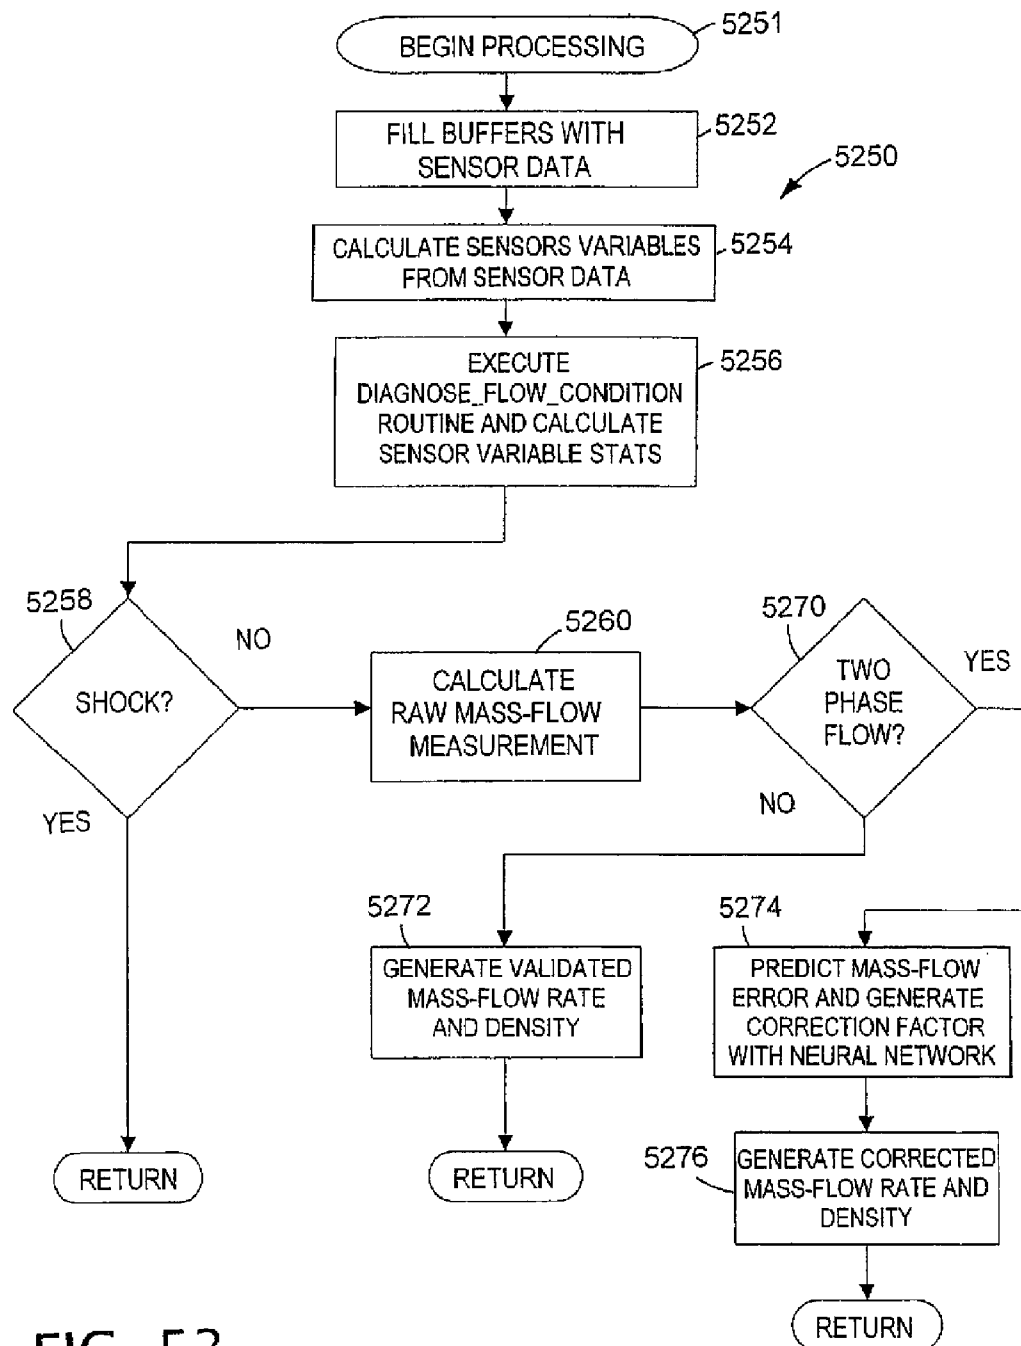 BEGIN PROCESSING
5251
FILL BUFFERS WITH
SENSOR DATA
5252
5250
CALCULATE SENSORS VARIABLES
FROM SENSOR DATA
5254
EXECUTE
DIAGNOSE_FLOW_CONDITION
ROUTINE AND CALCULATE
SENSOR VARIABLE STATS
5256
5258
SHOCK?
NO
YES
5260
CALCULATE
RAW MASS-FLOW
MEASUREMENT
5270
TWO
PHASE
FLOW?
YES
NO
5272
GENERATE VALIDATED
MASS-FLOW RATE
AND DENSITY
5274
PREDICT MASS-FLOW
ERROR AND GENERATE
CORRECTION FACTOR
WITH NEURAL NETWORK
RETURN
RETURN
5276
GENERATE CORRECTED
MASS-FLOW RATE AND
DENSITY
RETURN